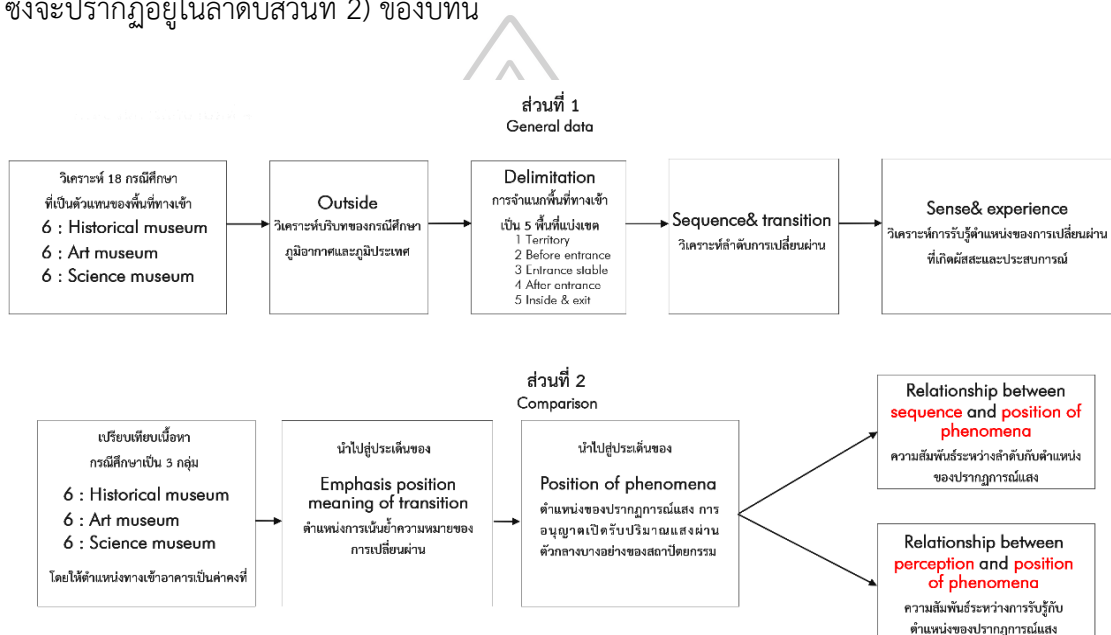 ซึ่งจะปรากฏอยู่ในลำดับส่วนที่ 2) ของบทนี้
ส่วนที่ 1
General data
วิเคราะห์ 18 กรณีศึกษา
ที่เป็นตัวแทนของพื้นที่ทางเข้า
6 : Historical museum
6 : Art museum
6 : Science museum
Outside
วิเคราะห์บริบทของกรณีศึกษา
ภูมิอากาศและภูมิประเทศ
Delimitation
การจำแนกพื้นที่ทางเข้า
เป็น 5 พื้นที่แบ่งเขต
1 Territory
2 Before entrance
3 Entrance stable
4 After entrance
5 Inside & exit
Sequence& transition
วิเคราะห์ลำดับการเปลี่ยนผ่าน
Sense& experience
วิเคราะห์การรับรู้ตำแหน่งของการเปลี่ยนผ่าน
ที่เกิดผัสสะและประสบการณ์
ส่วนที่ 2
Comparison
เปรียบเทียบเนื้อหา
กรณีศึกษาเป็น 3 กลุ่ม
6 : Historical museum
6 : Art museum
6 : Science museum
โดยให้ตำแหน่งทางเข้าอาคารเป็นค่าคงที่
นำไปสู่ประเด็นของ
Emphasis position
meaning of transition
ตำแหน่งการเน้นย้ำความหมายของ
การเปลี่ยนผ่าน
นำไปสู่ประเด็นของ
Position of phenomena
ตำแหน่งของปรากฏการณ์แสง การ
อนุญาตเปิดรับปริมาณแสงผ่าน
ตัวกลางบางอย่างของสถาปัตยกรรม
Relationship between
sequence and position of
phenomena
ความสัมพันธ์ระหว่างลำดับกับตำแหน่ง
ของปรากฏการณ์แสง
Relationship between
perception and position
of phenomena
ความสัมพันธ์ระหว่างการรับรู้กับ
ตำแหน่งของปรากฏการณ์แสง